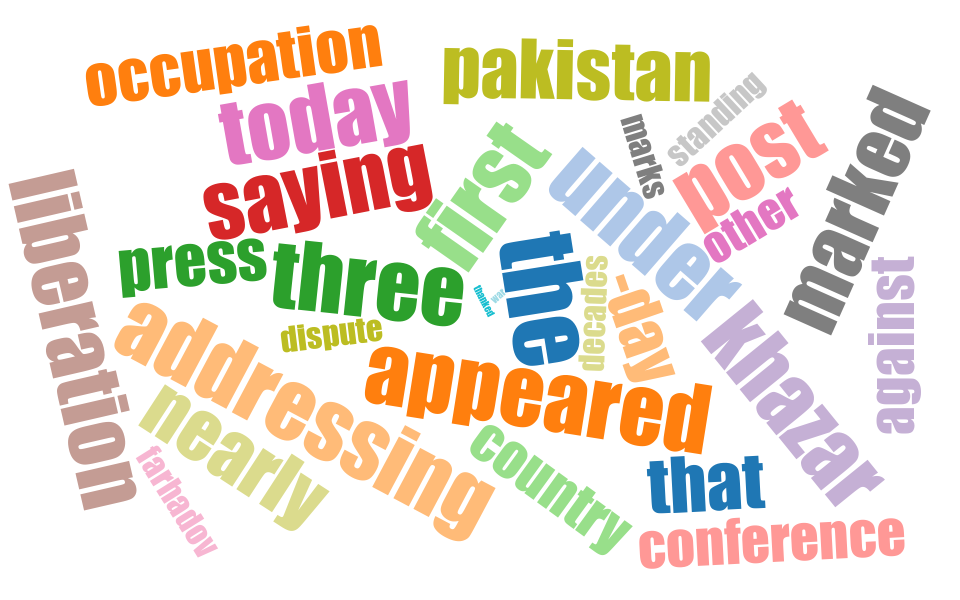 occupation
pakistan
today
standing
marks
post
marked
saying
first
under
other
liberation
press
three
the
decades
-day
against
thanked
war
dispute
addressing
appeared
khazar
nearly
country
farhadov
that
conference